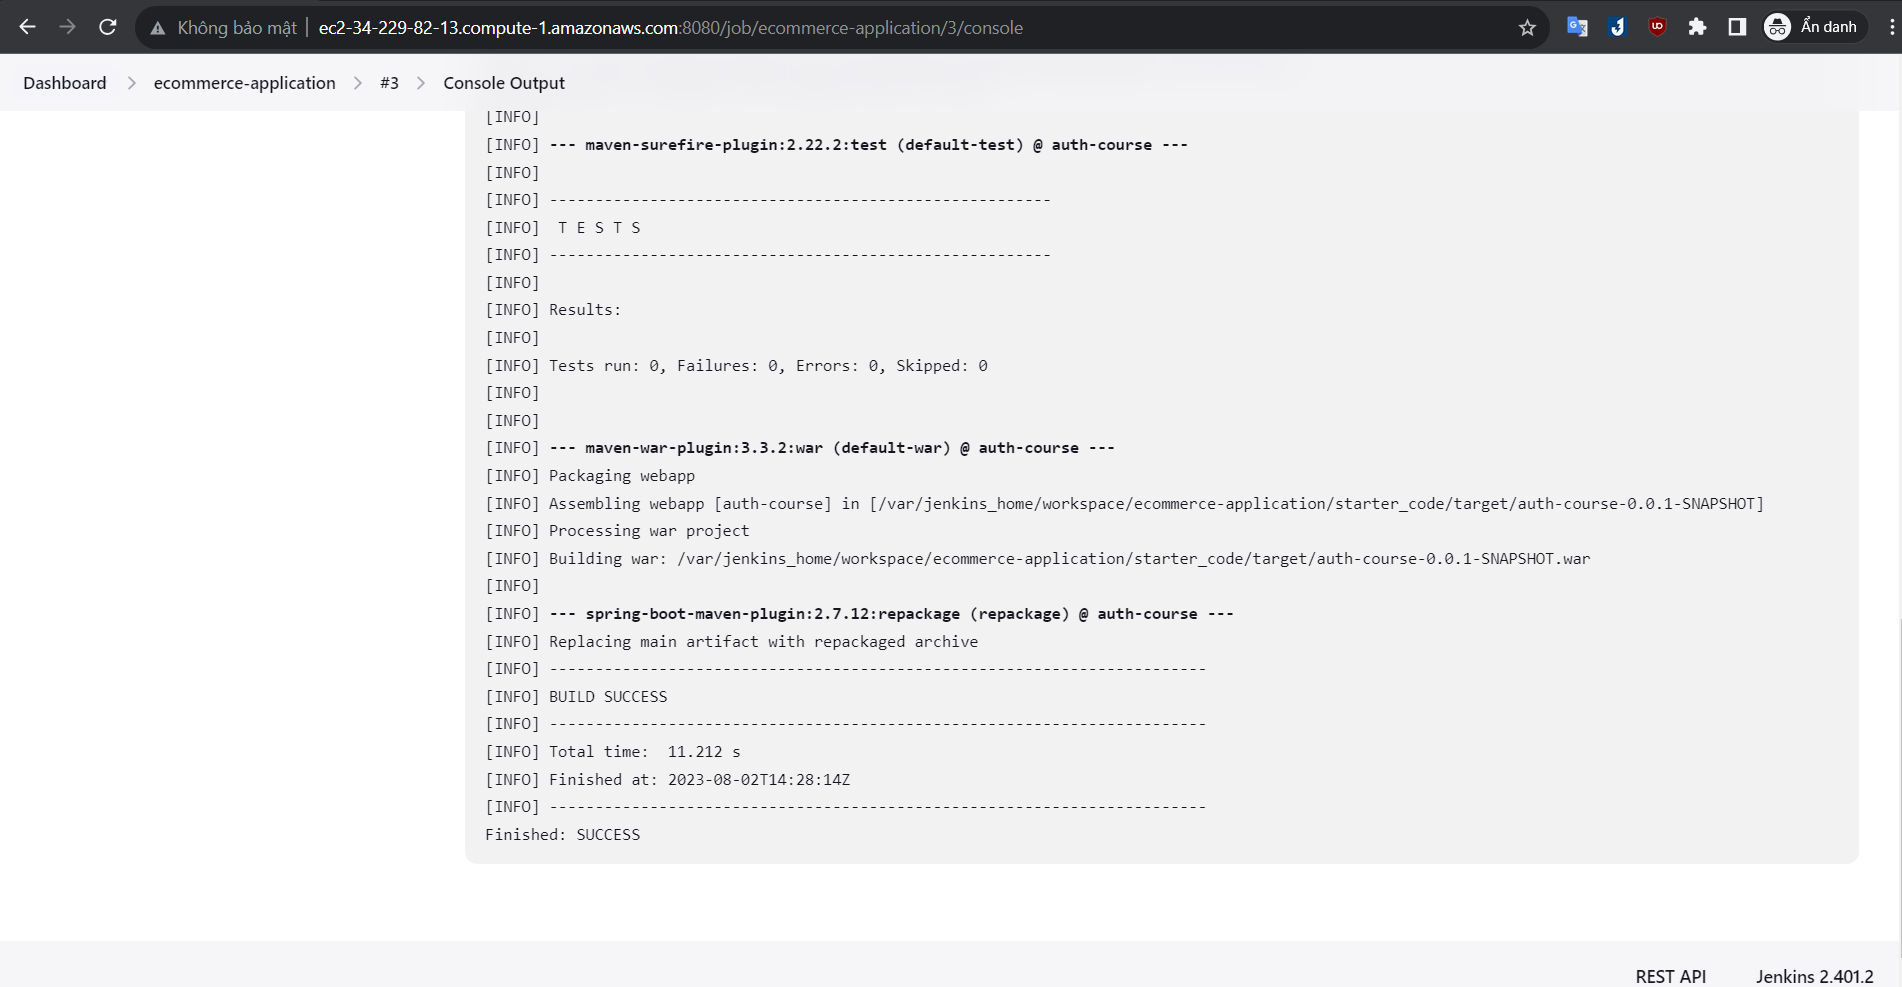 Không bảo mật | ec2-34-229-82-13.compute-1.amazonaws.com:8080/job/ecommerce-application/3/console
Ẩn danh
Dashboard > ecommerce-application > #3 > Console Output
[INFO]
[INFO] --- maven-surefire-plugin:2.22.2:test (default-test) @ auth-course ---
[INFO]
[INFO] -------------------------------------------------------
[INFO]  T E S T S
[INFO] -------------------------------------------------------
[INFO]
[INFO] Results:
[INFO]
[INFO] Tests run: 0, Failures: 0, Errors: 0, Skipped: 0
[INFO]
[INFO]
[INFO] --- maven-war-plugin:3.3.2:war (default-war) @ auth-course ---
[INFO] Packaging webapp
[INFO] Assembling webapp [auth-course] in [/var/jenkins_home/workspace/ecommerce-application/starter_code/target/auth-course-0.0.1-SNAPSHOT]
[INFO] Processing war project
[INFO] Building war: /var/jenkins_home/workspace/ecommerce-application/starter_code/target/auth-course-0.0.1-SNAPSHOT.war
[INFO]
[INFO] --- spring-boot-maven-plugin:2.7.12:repackage (repackage) @ auth-course ---
[INFO] Replacing main artifact with repackaged archive
[INFO] ------------------------------------------------------------------------
[INFO] BUILD SUCCESS
[INFO] ------------------------------------------------------------------------
[INFO] Total time:  11.212 s
[INFO] Finished at: 2023-08-02T14:28:14Z
[INFO] ------------------------------------------------------------------------
Finished: SUCCESS
REST API
Jenkins 2.401.2